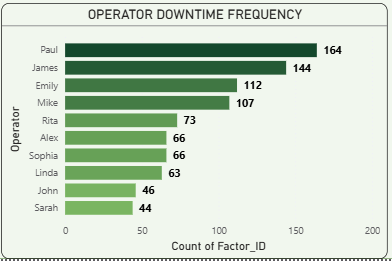 OPERATOR DOWNTIME FREQUENCY
Paul 164
James 144
Emily 112
Mike 107
Rita 73
Alex 66
Sophia 66
Linda 63
John 46
Sarah 44
Operator
0 50 100 150 200
Count of Factor_ID